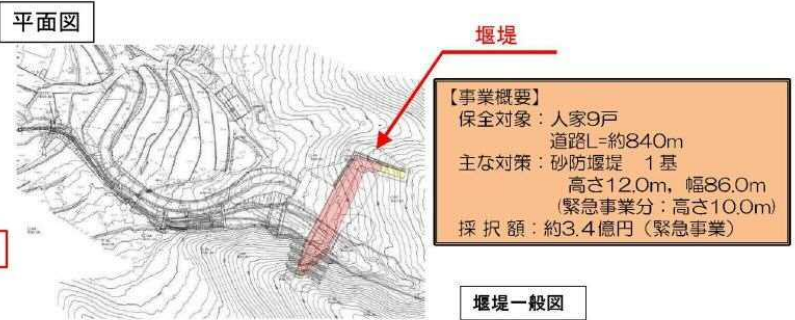 平面図
堰堤
【事業概要】
保全対象：人家9戸
道路L=約840m
主な対策：砂防堰堤 1基
高さ12.0m，幅86.0m
(緊急事業分：高さ10.0m)
採択額：約3.4億円（緊急事業）
堰堤一般図